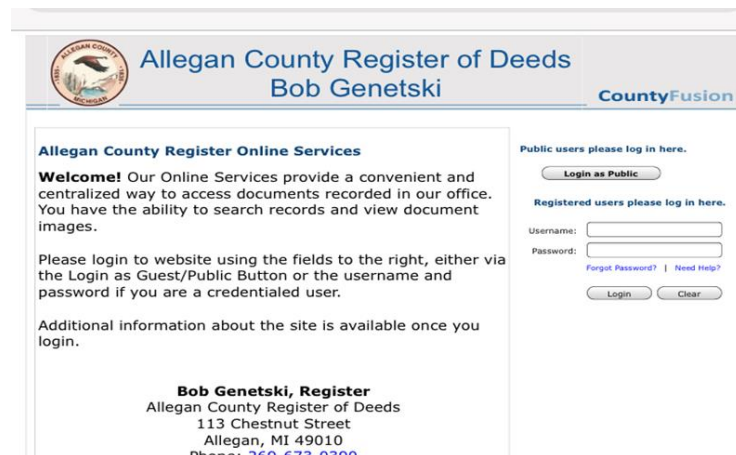 ALLEGAN COUNTY
1835
MICHIGAN
Allegan County Register of Deeds
Bob Genetski
CountyFusion
Allegan County Register Online Services
Welcome! Our Online Services provide a convenient and
centralized way to access documents recorded in our office.
You have the ability to search records and view document
images.
Please login to website using the fields to the right, either via
the Login as Guest/Public Button or the username and
password if you are a credentialed user.
Additional information about the site is available once you
login.
Bob Genetski, Register
Allegan County Register of Deeds
113 Chestnut Street
Allegan, MI 49010
Phone:
Public users please log in here.
Login as Public
Registered users please log in here.
Username:
Password:
Forgot Password? | Need Help?
Login Clear